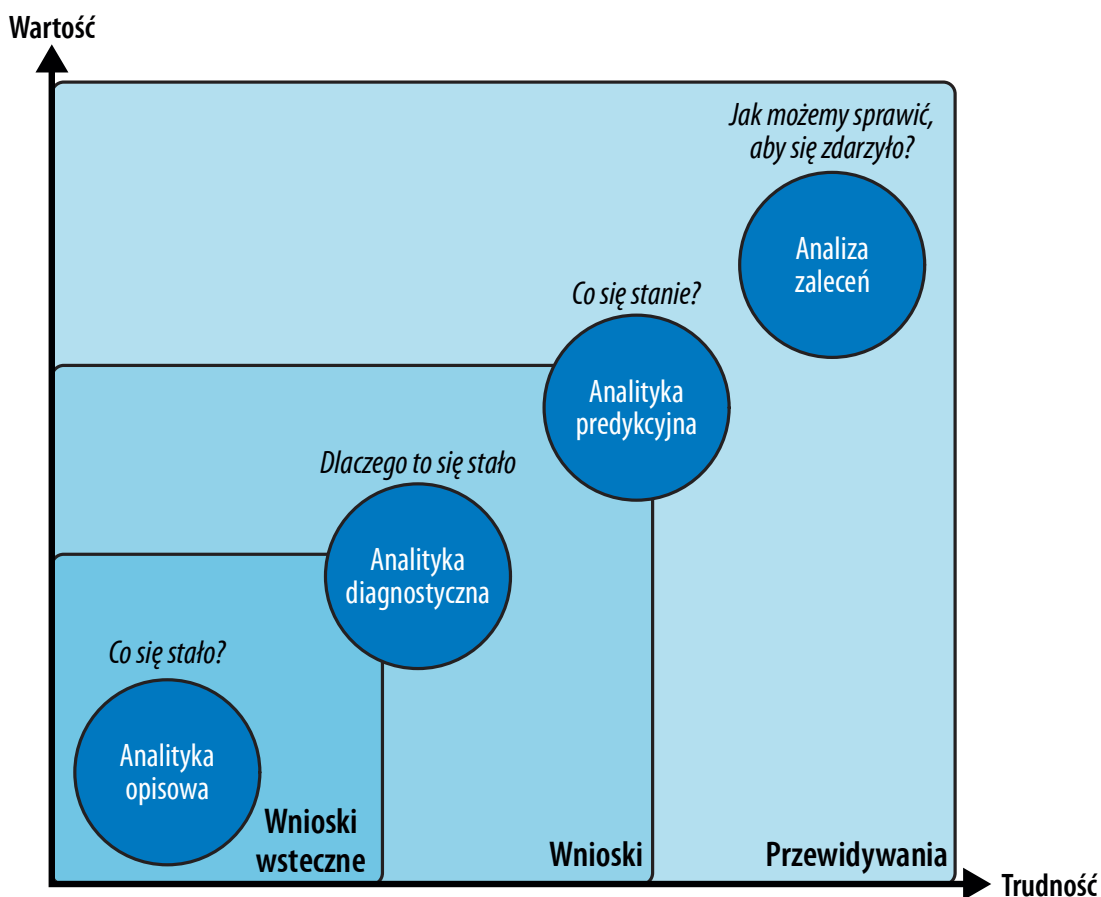 Wartość
Jak możemy sprawić,
aby się zdarzyło?
Analiza
zaleceń
Co się stanie?
Analityka
predykcyjna
Dlaczego to się stało
Analityka
diagnostyczna
Co się stało?
Analityka
opisowa
Wnioski
wsteczne
Wnioski
Przewidywania
Trudność